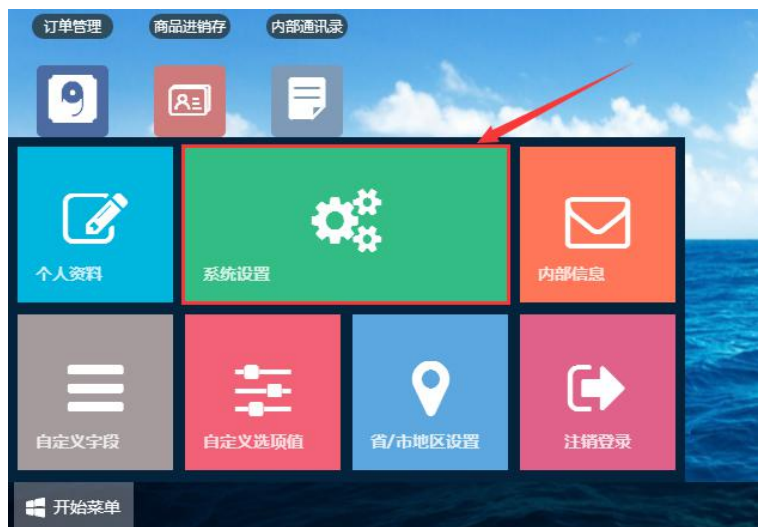 订单管理
商品进销存
内部通讯录
个人资料
系统设置
内部信息
自定义字段
自定义选项值
省/市地区设置
注销登录
开始菜单